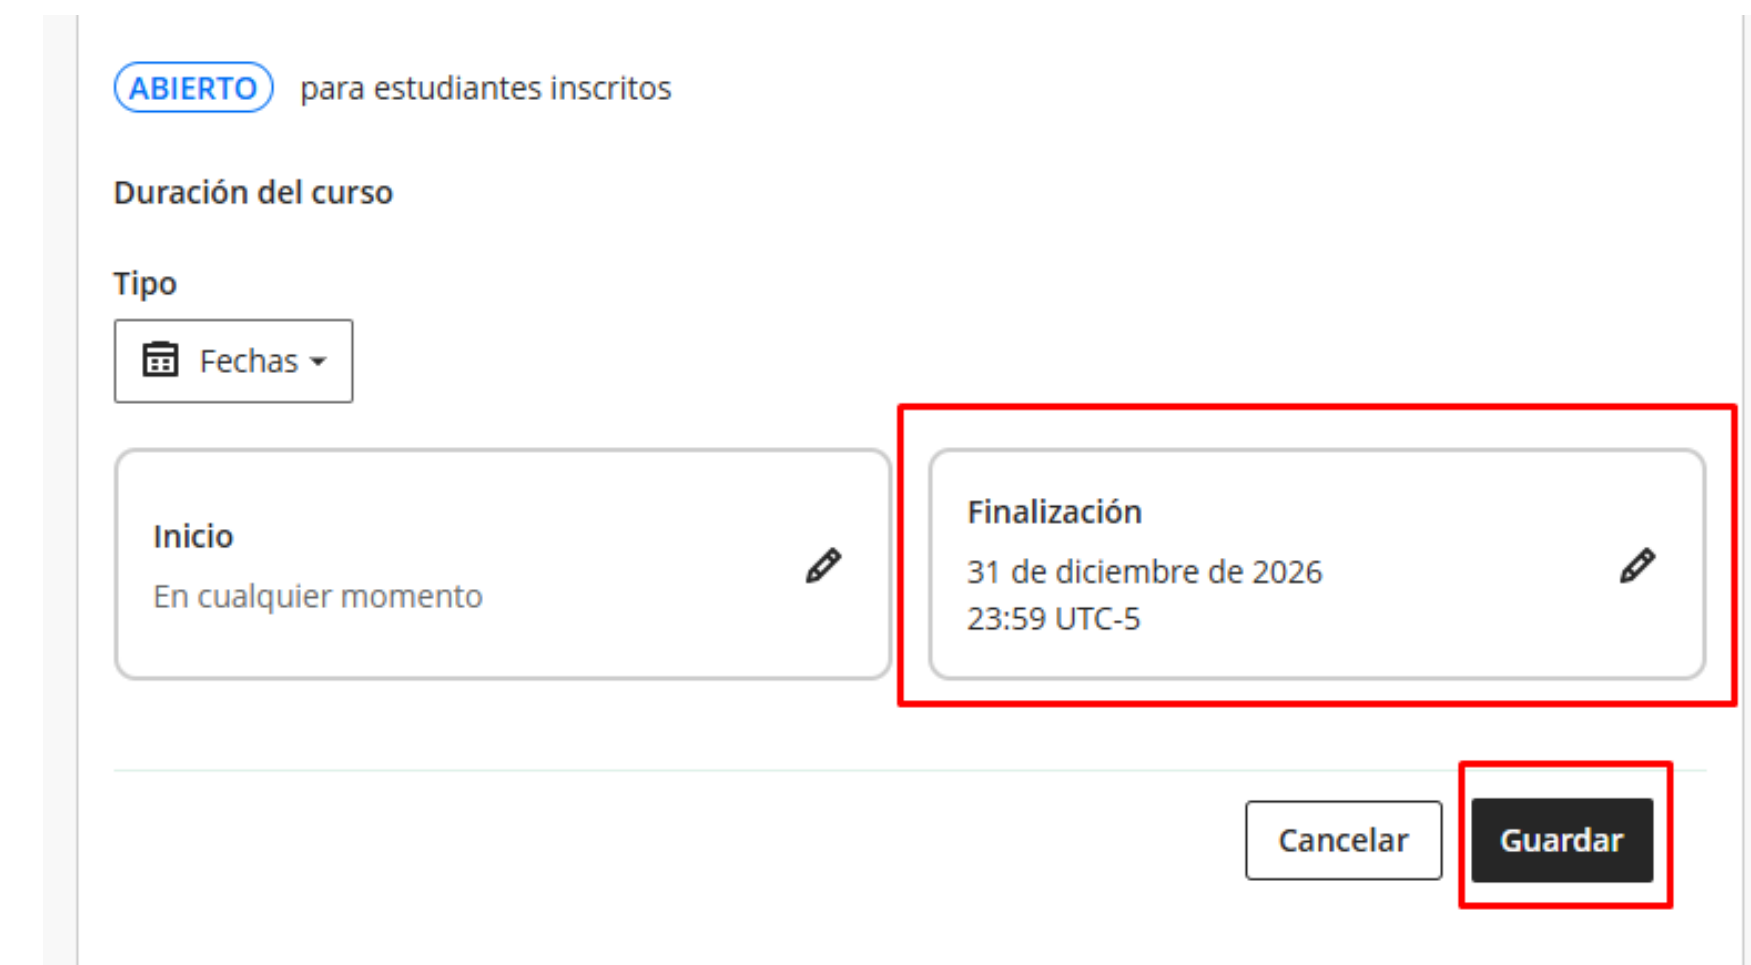 ABIERTO para estudiantes inscritos
Duración del curso
Tipo
Fechas
Inicio
En cualquier momento
Finalización
31 de diciembre de 2026
23:59 UTC-5
Cancelar
Guardar